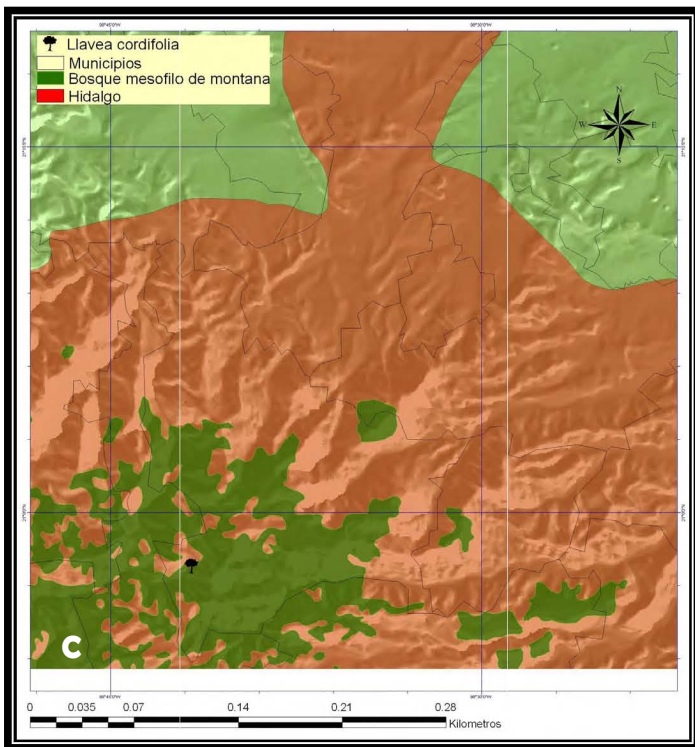 Llavea cordifolia
Municipios
Bosque mesofilo de montana
Hidalgo
N
W E
S
C
0 0.035 0.07 0.14 0.21 0.28
Kilometros